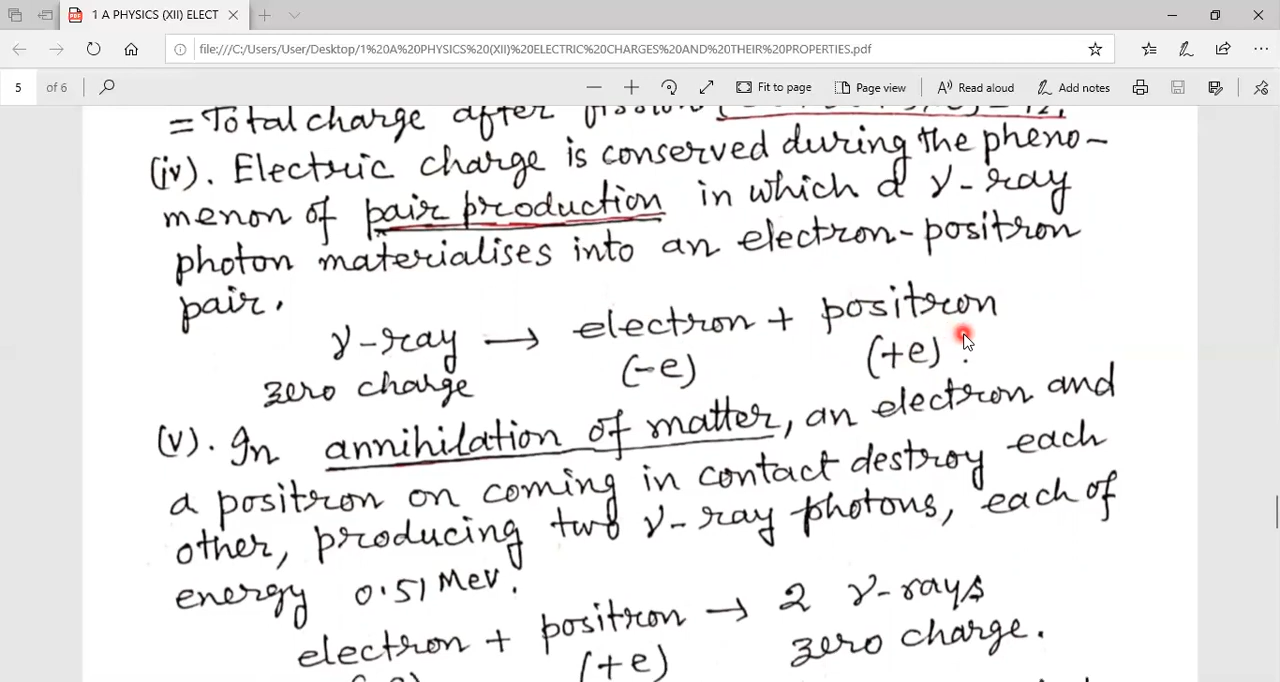 1 A PHYSICS (XII) ELECT
file:///C:/Users/User/Desktop/1%20A%20PHYSICS%20(XII)%20ELECTRIC%20CHARGES%20AND%20THEIR%20PROPERTIES.pdf
5 of 6 Fit to page Page view Read aloud Add notes
= Total charge after fission
(iv). Electric charge is conserved during the pheno-
menon of pair production in which a γ-ray
photon materialises into an electron-positron
pair.
γ-ray → electron + positron
zero charge (-e) (+e).
(v). In annihilation of matter, an electron and
a positron on coming in contact destroy each
other, producing two γ-ray photons, each of
energy 0.51 MeV.
electron + positron → 2 γ-rays
(+e) zero charge.